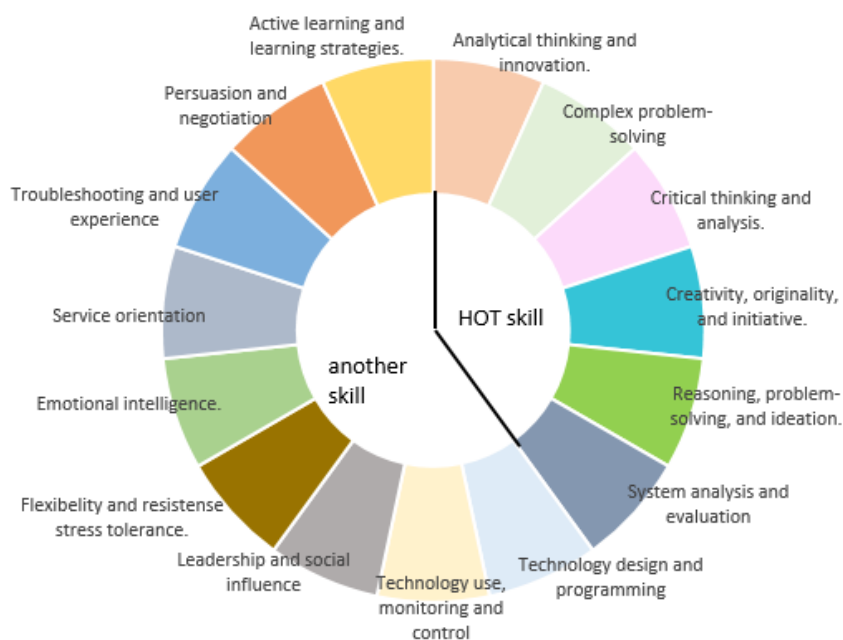 Active learning and
learning strategies.
Analytical thinking and
innovation.
Persuasion and
negotiation
Complex problem-
solving
Troubleshooting and user
experience
Critical thinking and
analysis.
Service orientation
HOT skill
Creativity, originality,
and initiative.
another
skill
Emotional intelligence.
Reasoning, problem-
solving, and ideation.
Flexibelity and resistense
stress tolerance.
System analysis and
evaluation
Leadership and social
influence
Technology use,
monitoring and
control
Technology design and
programming